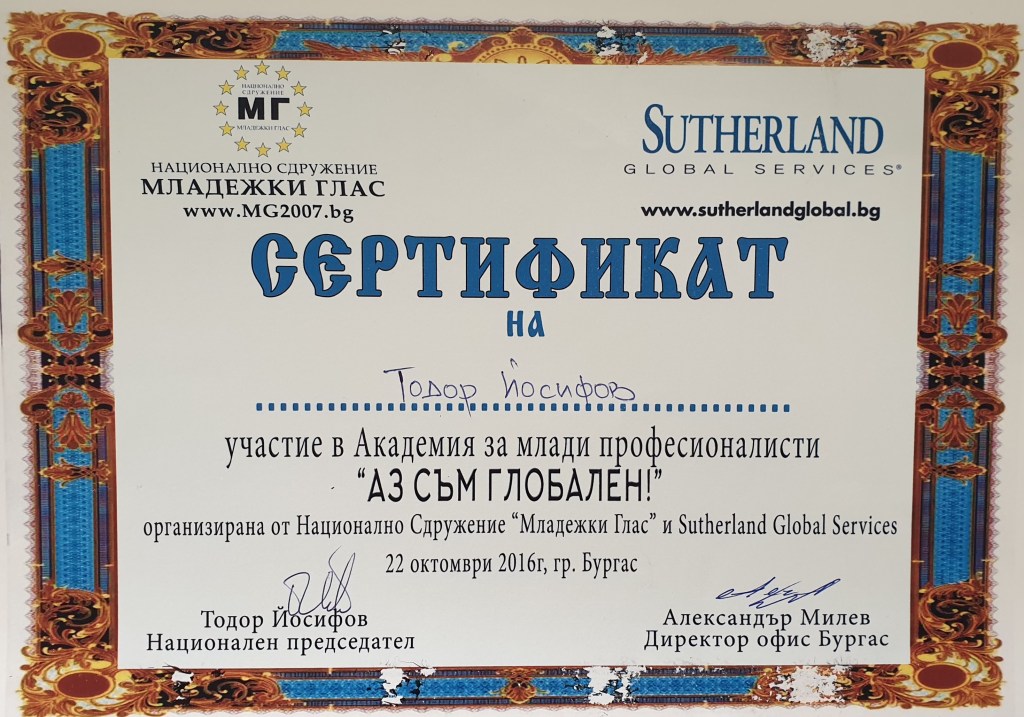 НАЦИОНАЛНО
СДРУЖЕНИЕ
МГ
МЛАДЕЖКИ ГЛАС
НАЦИОНАЛНО СДРУЖЕНИЕ
МЛАДЕЖКИ ГЛАС
www.MG2007.bg
SUTHERLAND
GLOBAL SERVICES®
www.sutherlandglobal.bg
СЕРТИФИКАТ
на
Тодор Йосифов
участие в Академия за млади професионалисти
“АЗ СЪМ ГЛОБАЛЕН!”
организирана от Национално Сдружение “Младежки Глас” и Sutherland Global Services
22 октомври 2016г, гр. Бургас
Тодор Йосифов
Национален председател
Александър Милев
Директор офис Бургас